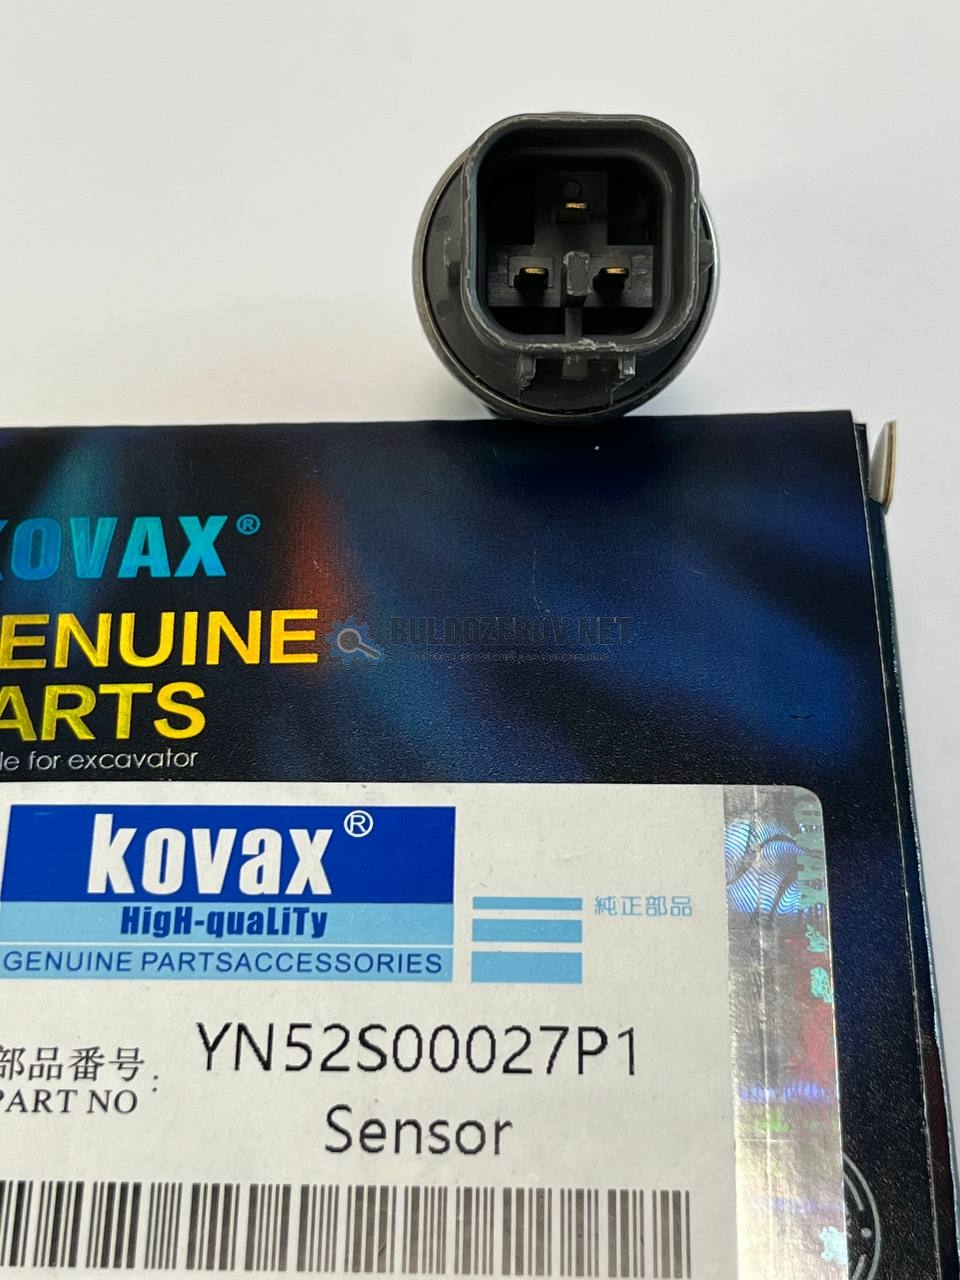 KOVAX®
ENUINE
ARTS
le for excavator
BULDOZEROV.NET
kovax®
HigH-quaLiTy
GENUINE PARTSACCESSORIES
純正部品
部品番号:
PART NO
YN52S00027P1
Sensor